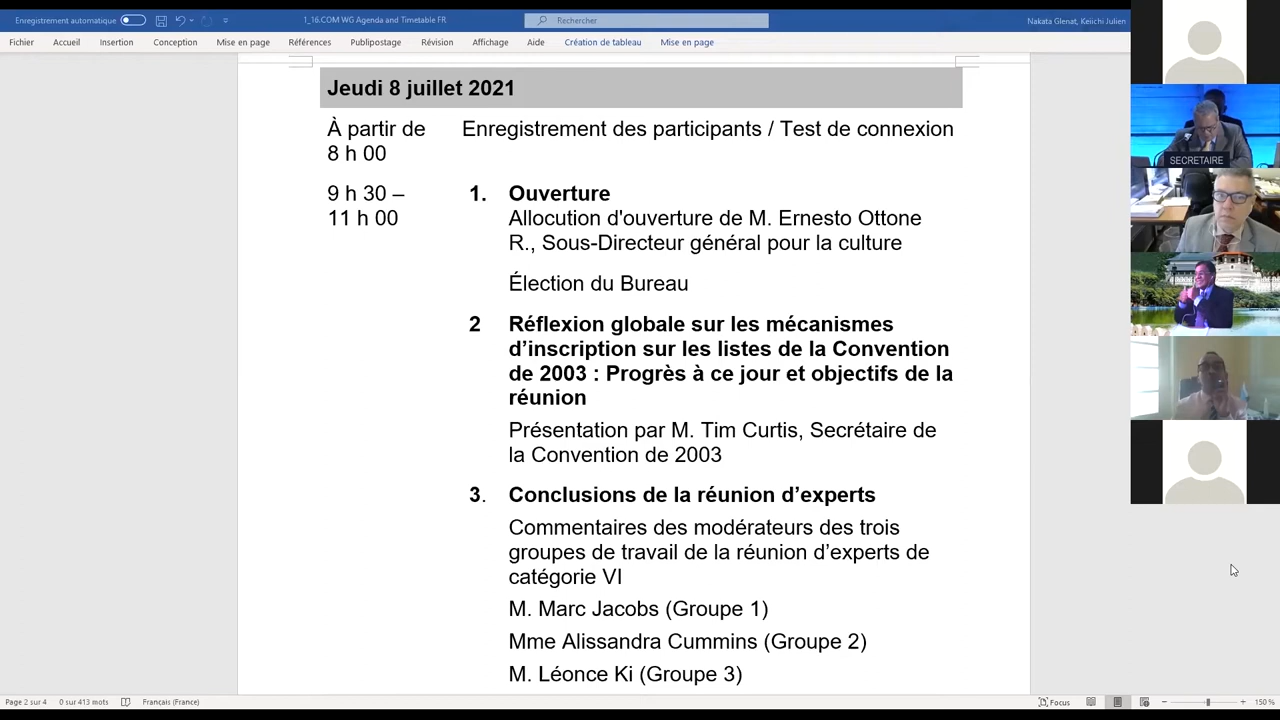 Enregistrement automatique
1_16.COM WG Agenda and Timetable FR
Rechercher
Nakata Glenat, Keiichi Julien
Fichier Accueil Insertion Conception Mise en page Références Publipostage Révision Affichage Aide Création de tableau Mise en page
Jeudi 8 juillet 2021
À partir de 8 h 00
Enregistrement des participants / Test de connexion
9 h 30 –
11 h 00
1. Ouverture
Allocution d'ouverture de M. Ernesto Ottone
R., Sous-Directeur général pour la culture
Élection du Bureau
2 Réflexion globale sur les mécanismes
d’inscription sur les listes de la Convention
de 2003 : Progrès à ce jour et objectifs de la
réunion
Présentation par M. Tim Curtis, Secrétaire de
la Convention de 2003
3. Conclusions de la réunion d’experts
Commentaires des modérateurs des trois
groupes de travail de la réunion d’experts de
catégorie VI
M. Marc Jacobs (Groupe 1)
Mme Alissandra Cummins (Groupe 2)
M. Léonce Ki (Groupe 3)
SECRETAIRE
Page 2 sur 4 0 sur 413 mots Français (France) Focus 150 %